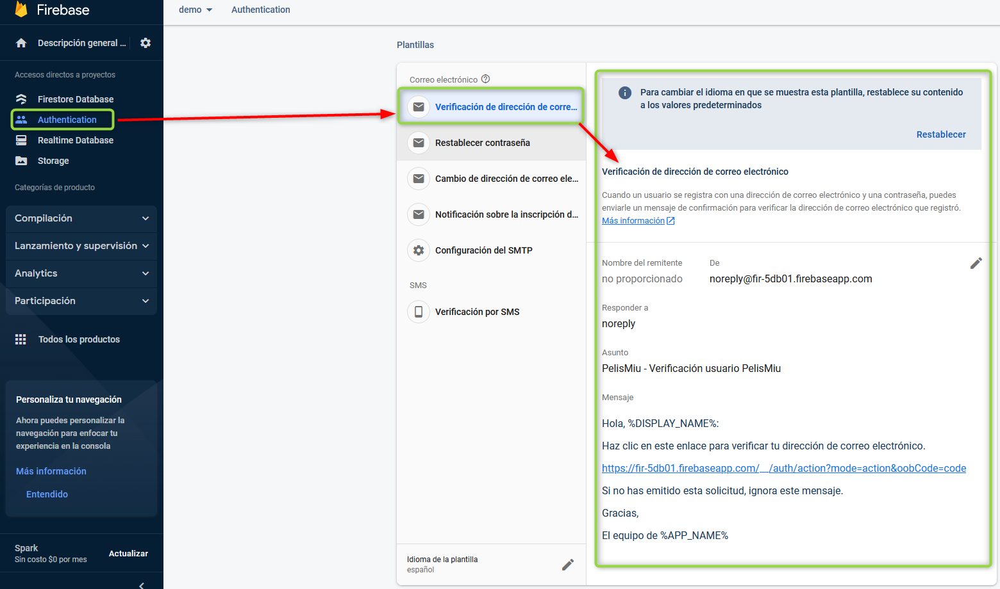 Firebase
demo
Authentication
Descripción general ...
Accesos directos a proyectos
Firestore Database
Authentication
Realtime Database
Storage
Categorías de producto
Compilación
Lanzamiento y supervisión
Analytics
Participación
Todos los productos
Personaliza tu navegación
Ahora puedes personalizar la
navegación para enfocar tu
experiencia en la consola
Más información
Entendido
Spark
Sin costo $0 por mes
Actualizar
Plantillas
Correo electrónico
Verificación de dirección de corre...
Restablecer contraseña
Cambio de dirección de correo ele...
Notificación sobre la inscripción d...
Configuración del SMTP
SMS
Verificación por SMS
Idioma de la plantilla
español
Para cambiar el idioma en que se muestra esta plantilla, restablece su contenido
a los valores predeterminados
Restablecer
Verificación de dirección de correo electrónico
Cuando un usuario se registra con una dirección de correo electrónico y una contraseña, puedes
enviarle un mensaje de confirmación para verificar la dirección de correo electrónico que registró.
Más información
Nombre del remitente
De
no proporcionado
noreply@fir-5db01.firebaseapp.com
Responder a
noreply
Asunto
PelisMiu - Verificación usuario PelisMiu
Mensaje
Hola, %DISPLAY_NAME%:
Haz clic en este enlace para verificar tu dirección de correo electrónico.
https://fir-5db01.firebaseapp.com/__/auth/action?mode=action&oobCode=code
Si no has emitido esta solicitud, ignora este mensaje.
Gracias,
El equipo de %APP_NAME%